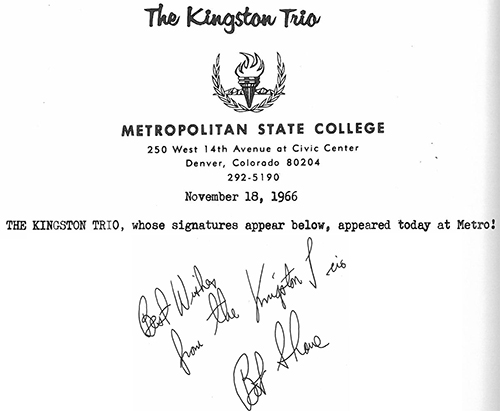 The Kingston Trio
METROPOLITAN STATE COLLEGE
250 West 14th Avenue at Civic Center
Denver, Colorado 80204
292-5190
November 18, 1966
THE KINGSTON TRIO, whose signatures appear below, appeared today at Metro!
Best Wishes
from the Kingston Trio
Bob Shane